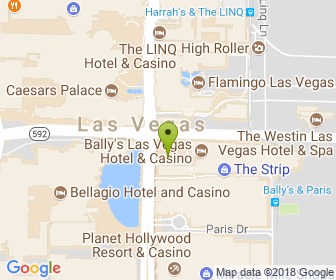 Harrah's & The LINQ
Linq Ln
The LINQ
Hotel & Casino
High Roller
Flamingo Las Vegas
Caesars Palace
592
Las Vegas
Bally's Las Vegas
Hotel & Casino
The Westin Las
Vegas Hotel & Spa
The Strip
Bally's & Paris
Bellagio Hotel and Casino
Planet Hollywood
Resort & Casino
Paris Dr
Google
Map data ©2018 Google